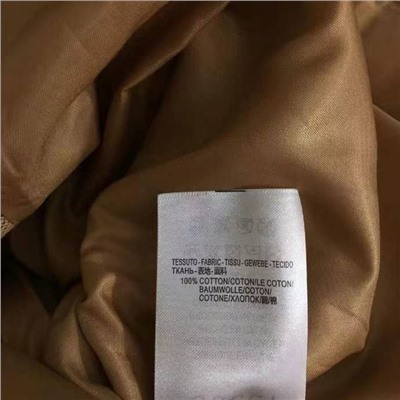 TESSUTO - FABRIC - TISSU - GEWEBE - TECIDO
ТКАНЬ - 表地 - 面料
100% COTTON/COTON/LE COTON/
BAUMWOLLE/COTON/
COTONE/ХЛОПОК/綿/棉